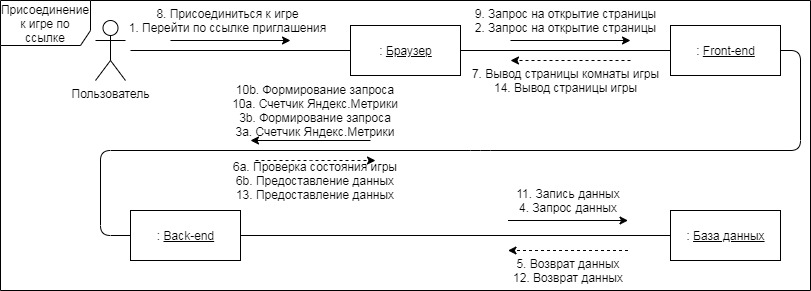 Присоединение
к игре по
ссылке
8. Присоединиться к игре
1. Перейти по ссылке приглашения
Пользователь
: Браузер
9. Запрос на открытие страницы
2. Запрос на открытие страницы
7. Вывод страницы комнаты игры
14. Вывод страницы игры
: Front-end
10b. Формирование запроса
10a. Счетчик Яндекс.Метрики
3b. Формирование запроса
3a. Счетчик Яндекс.Метрики
6a. Проверка состояния игры
6b. Предоставление данных
13. Предоставление данных
: Back-end
11. Запись данных
4. Запрос данных
5. Возврат данных
12. Возврат данных
: База данных